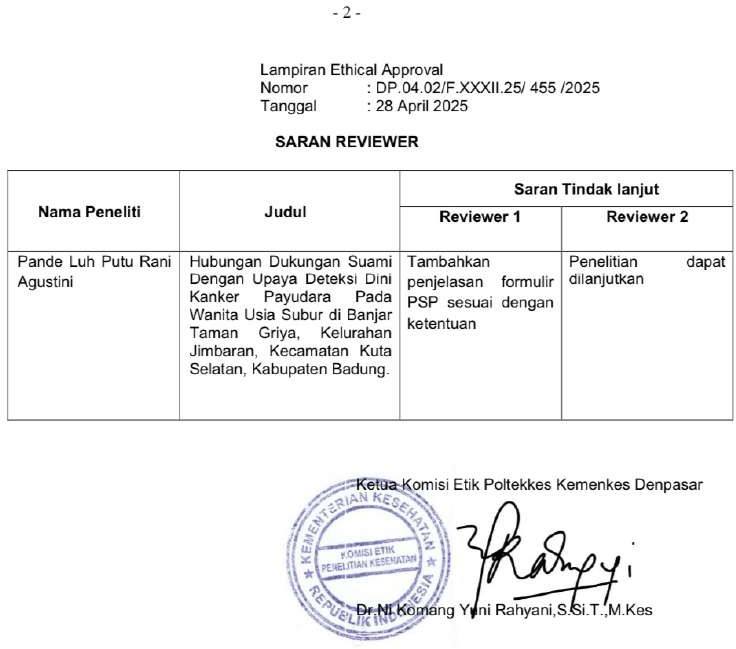 - 2 -
Lampiran Ethical Approval
Nomor : DP.04.02/F.XXXII.25/ 455 /2025
Tanggal : 28 April 2025
SARAN REVIEWER
Nama Peneliti
Judul
Saran Tindak lanjut
Reviewer 1
Reviewer 2
Pande Luh Putu Rani
Agustini
Hubungan Dukungan Suami
Dengan Upaya Deteksi Dini
Kanker Payudara Pada
Wanita Usia Subur di Banjar
Taman Griya, Kelurahan
Jimbaran, Kecamatan Kuta
Selatan, Kabupaten Badung.
Tambahkan
penjelasan formulir
PSP sesuai dengan
ketentuan
Penelitian dapat
dilanjutkan
Ketua Komisi Etik Poltekkes Kemenkes Denpasar
KEMENTERIAN KESEHATAN
KOMISI ETIK
PENELITIAN KESEHATAN
REPUBLIK INDONESIA
Rahyi
Dr.Ni Komang Yuni Rahyani,S.Si.T.,M.Kes